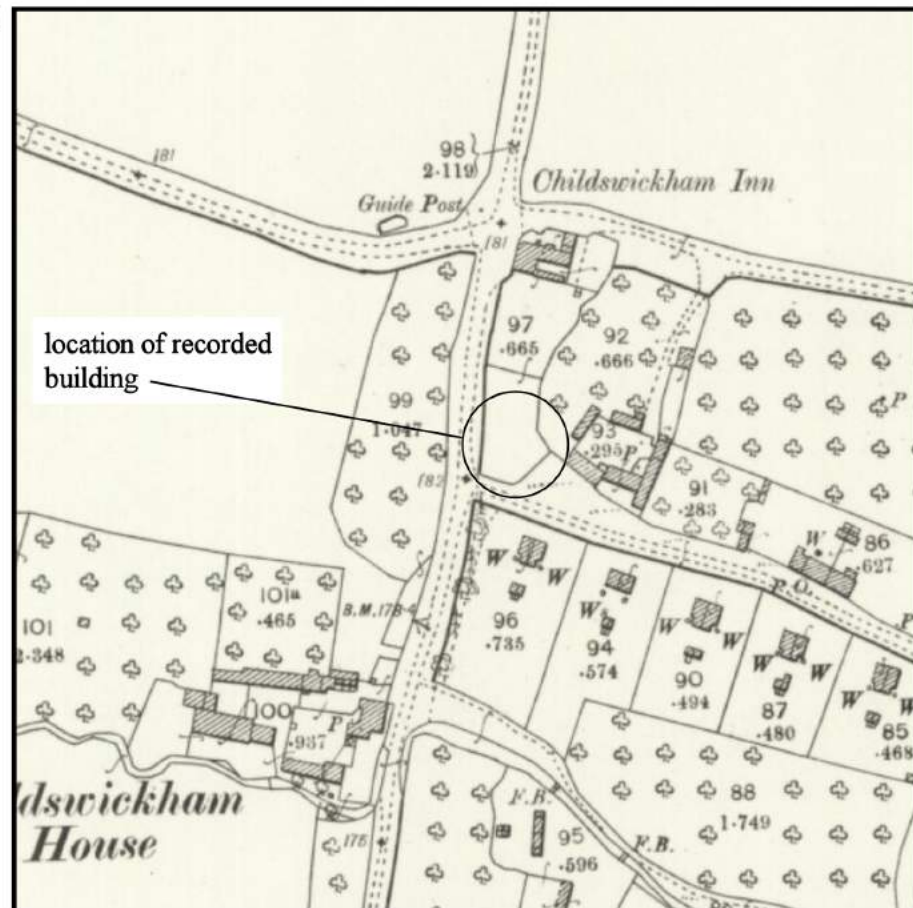 98
2·119
181
Childswickham Inn
Guide Post
181
location of recorded
building
97
·665
92
·666
99
1·047
P
93
·295
P
182
91
·283
W
86
·627
P.O.
P
W
W
96
·735
W
94
·574
W
90
·494
W
W
87
·480
W
W
85
·468
101a
·465
B.M. 178·4
101
2·348
100
P
·937
ldswickham
House
176
F.B.
95
·596
F.B.
88
1·749